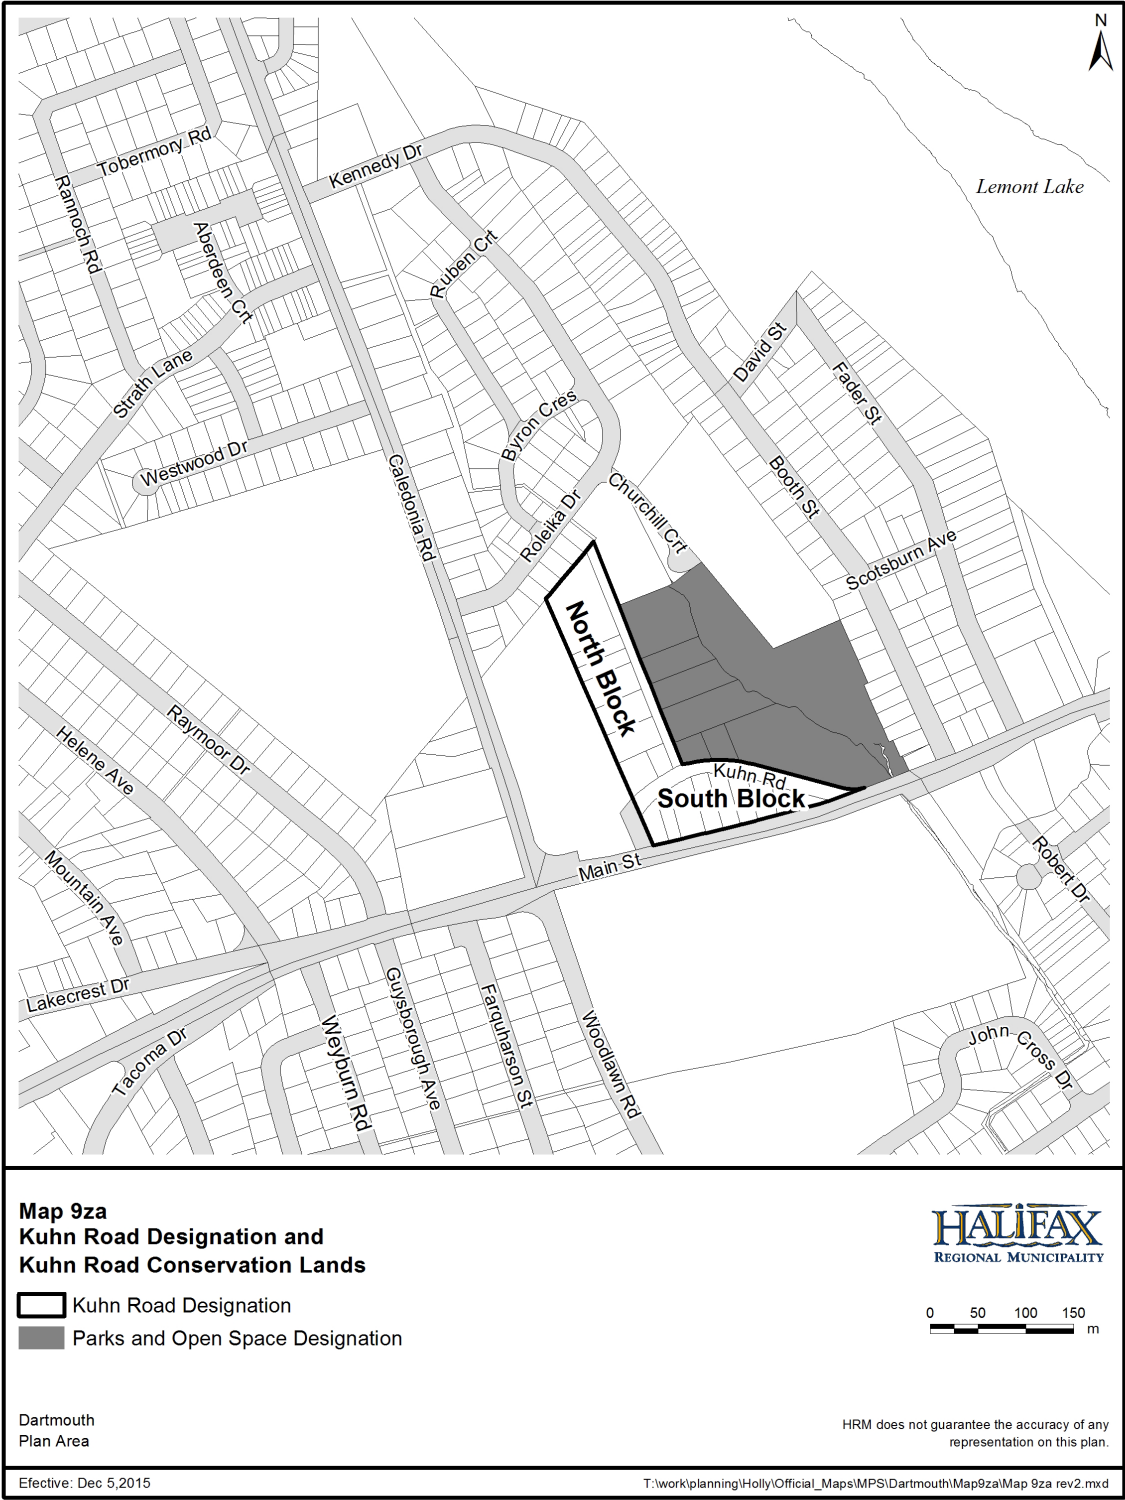 N
Lemont Lake
Tobermory Rd
Kennedy Dr
Rannoch Rd
Aberdeen Crt
Ruben Crt
David St
Strath Lane
Fader St
Byron Cres
Westwood Dr
Caledonia Rd
Booth St
Churchill Crt
Roleika Dr
Scotsburn Ave
North Block
Raymoor Dr
Helene Ave
Kuhn Rd
South Block
Main St
Mountain Ave
Robert Dr
Lakecrest Dr
Guysborough Ave
Farquharson St
Woodlawn Rd
Weyburn Rd
Tacoma Dr
John Cross Dr
Map 9za
Kuhn Road Designation and
Kuhn Road Conservation Lands
Kuhn Road Designation
Parks and Open Space Designation
HALIFAX
REGIONAL MUNICIPALITY
0 50 100 150
m
Dartmouth
Plan Area
HRM does not guarantee the accuracy of any
representation on this plan.
Efective: Dec 5,2015
T:\work\planning\Holly\Official_Maps\MPS\Dartmouth\Map9za\Map 9za rev2.mxd